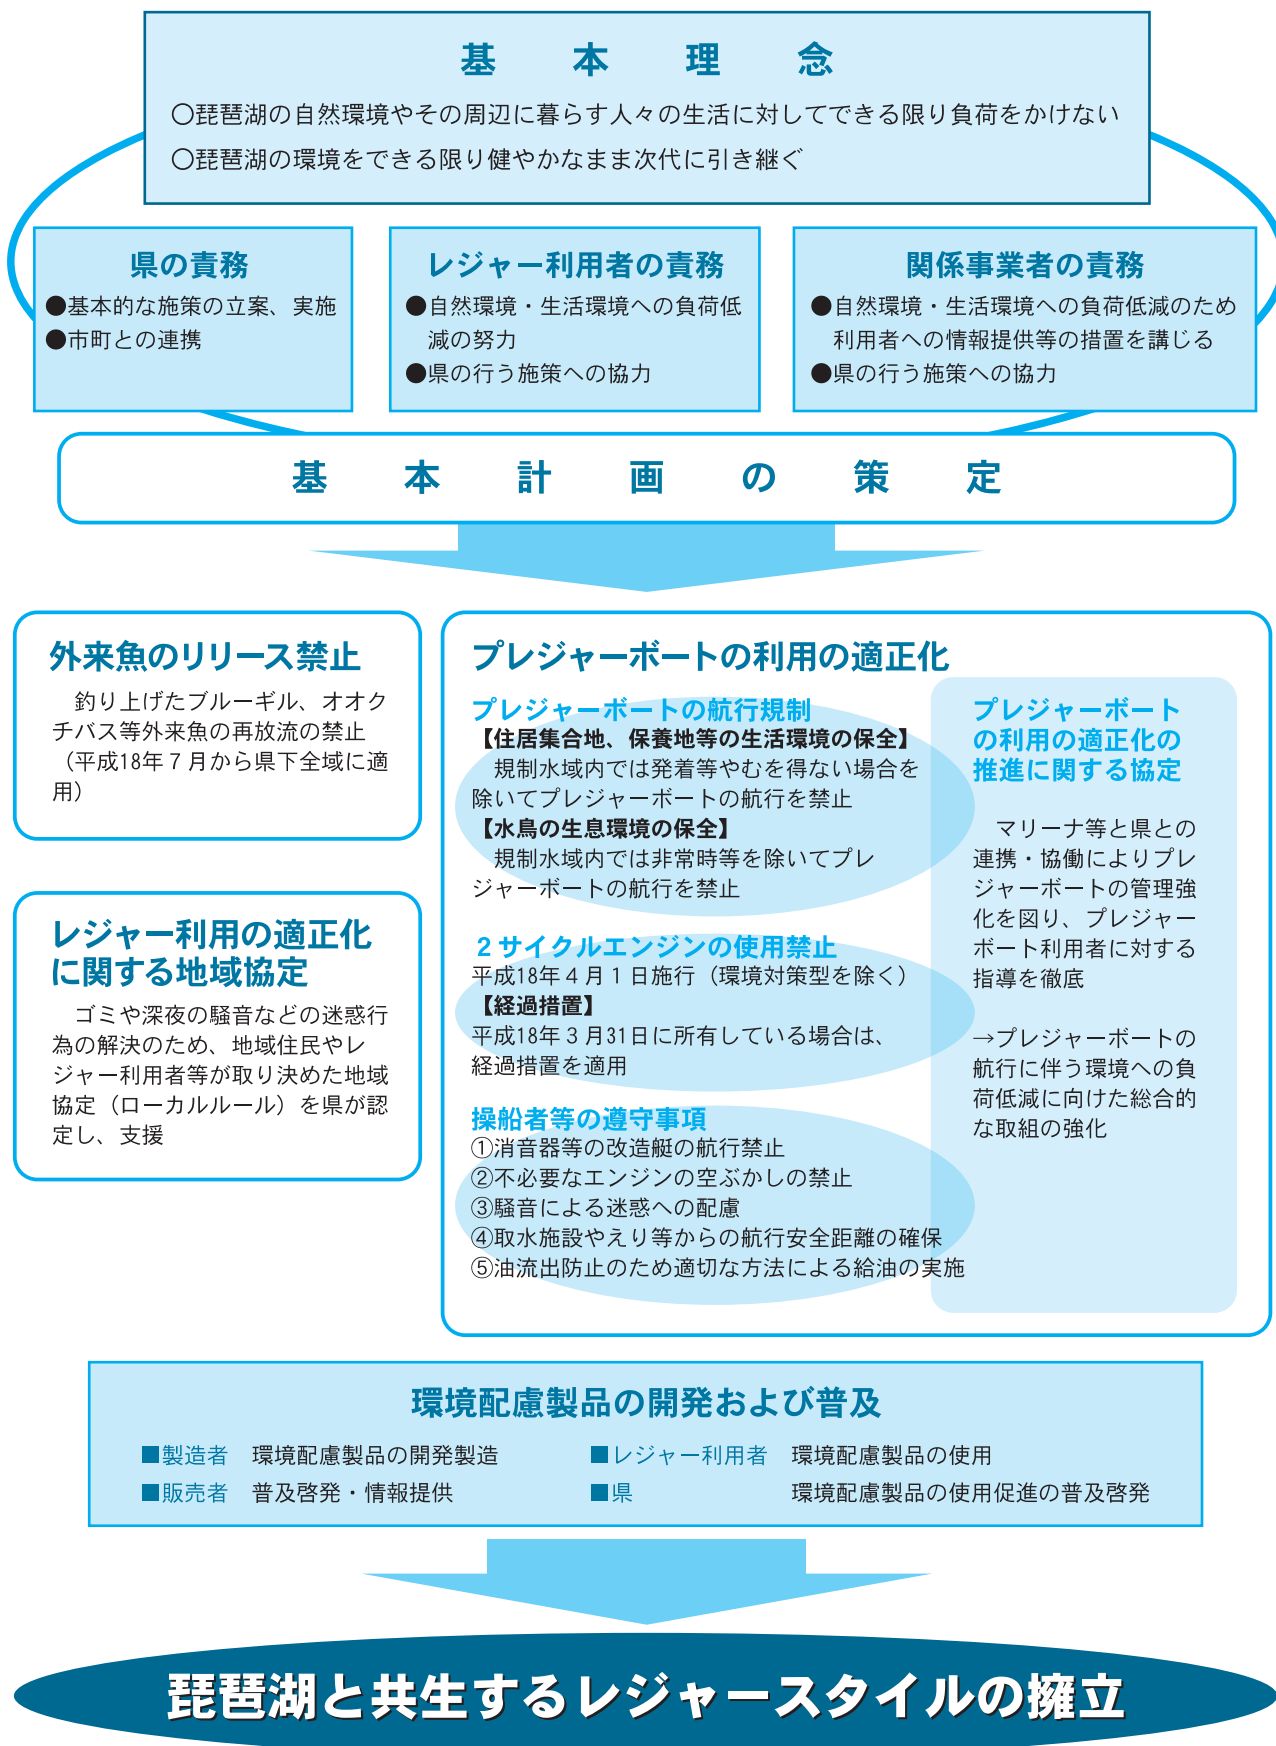 基本理念
○琵琶湖の自然環境やその周辺に暮らす人々の生活に対してできる限り負荷をかけない
○琵琶湖の環境をできる限り健やかなまま次代に引き継ぐ
県の責務
●基本的な施策の立案、実施
●市町との連携
レジャー利用者の責務
●自然環境・生活環境への負荷低
減の努力
●県の行う施策への協力
関係事業者の責務
●自然環境・生活環境への負荷低減のため
利用者への情報提供等の措置を講じる
●県の行う施策への協力
基本計画の策定
外来魚のリリース禁止
釣り上げたブルーギル、オオク
チバス等外来魚の再放流の禁止
（平成18年７月から県下全域に適
用）
レジャー利用の適正化
に関する地域協定
ゴミや深夜の騒音などの迷惑行
為の解決のため、地域住民やレ
ジャー利用者等が取り決めた地域
協定（ローカルルール）を県が認
定し、支援
プレジャーボートの利用の適正化
プレジャーボートの航行規制
【住居集合地、保養地等の生活環境の保全】
規制水域内では発着等やむを得ない場合を
除いてプレジャーボートの航行を禁止
【水鳥の生息環境の保全】
規制水域内では非常時等を除いてプレ
ジャーボートの航行を禁止
２サイクルエンジンの使用禁止
平成18年４月１日施行（環境対策型を除く）
【経過措置】
平成18年３月31日に所有している場合は、
経過措置を適用
操船者等の遵守事項
①消音器等の改造艇の航行禁止
②不必要なエンジンの空ぶかしの禁止
③騒音による迷惑への配慮
④取水施設やえり等からの航行安全距離の確保
⑤油流出防止のため適切な方法による給油の実施
プレジャーボート
の利用の適正化の
推進に関する協定
マリーナ等と県との
連携・協働によりプレ
ジャーボートの管理強
化を図り、プレジャー
ボート利用者に対する
指導を徹底
→プレジャーボートの
航行に伴う環境への負
荷低減に向けた総合的
な取組の強化
環境配慮製品の開発および普及
■製造者　環境配慮製品の開発製造
■販売者　普及啓発・情報提供
■レジャー利用者　環境配慮製品の使用
■県　環境配慮製品の使用促進の普及啓発
琵琶湖と共生するレジャースタイルの擁立